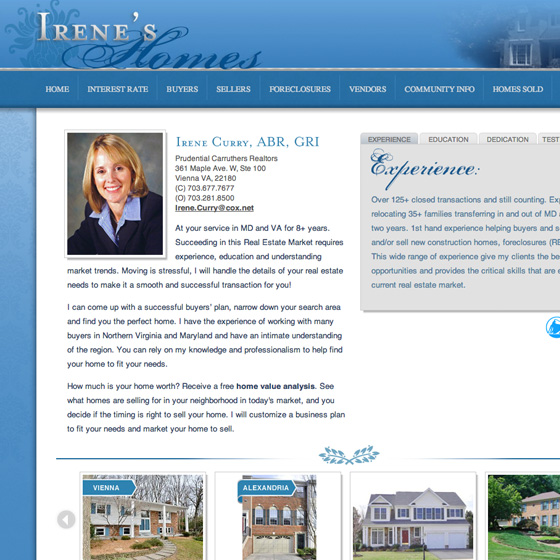 IRENE'S
Homes
HOME INTEREST RATE BUYERS SELLERS FORECLOSURES VENDORS COMMUNITY INFO HOMES SOLD
IRENE CURRY, ABR, GRI
Prudential Carruthers Realtors
361 Maple Ave. W, Ste 100
Vienna VA, 22180
(C) 703.677.7677
(O) 703.281.8500
Irene.Curry@cox.net
At your service in MD and VA for 8+ years.
Succeeding in this Real Estate Market requires
experience, education and understanding
market trends. Moving is stressful, I will handle the details of your real estate
needs to make it a smooth and successful transaction for you!
I can come up with a successful buyers' plan, narrow down your search area
and find you the perfect home. I have the experience of working with many
buyers in Northern Virginia and Maryland and have an intimate understanding
of the region. You can rely on my knowledge and professionalism to help find
your home to fit your needs.
How much is your home worth? Receive a free home value analysis. See
what homes are selling for in your neighborhood in today's market, and you
decide if the timing is right to sell your home. I will customize a business plan
to fit your needs and market your home to sell.
EXPERIENCE EDUCATION DEDICATION TEST
Experience:
Over 125+ closed transactions and still counting. Exp
relocating 35+ families transferring in and out of MD
two years. 1st hand experience helping buyers and s
and/or sell new construction homes, foreclosures (RE
This wide range of experience give my clients the be
opportunities and provides the critical skills that are
current real estate market.
VIENNA
ALEXANDRIA